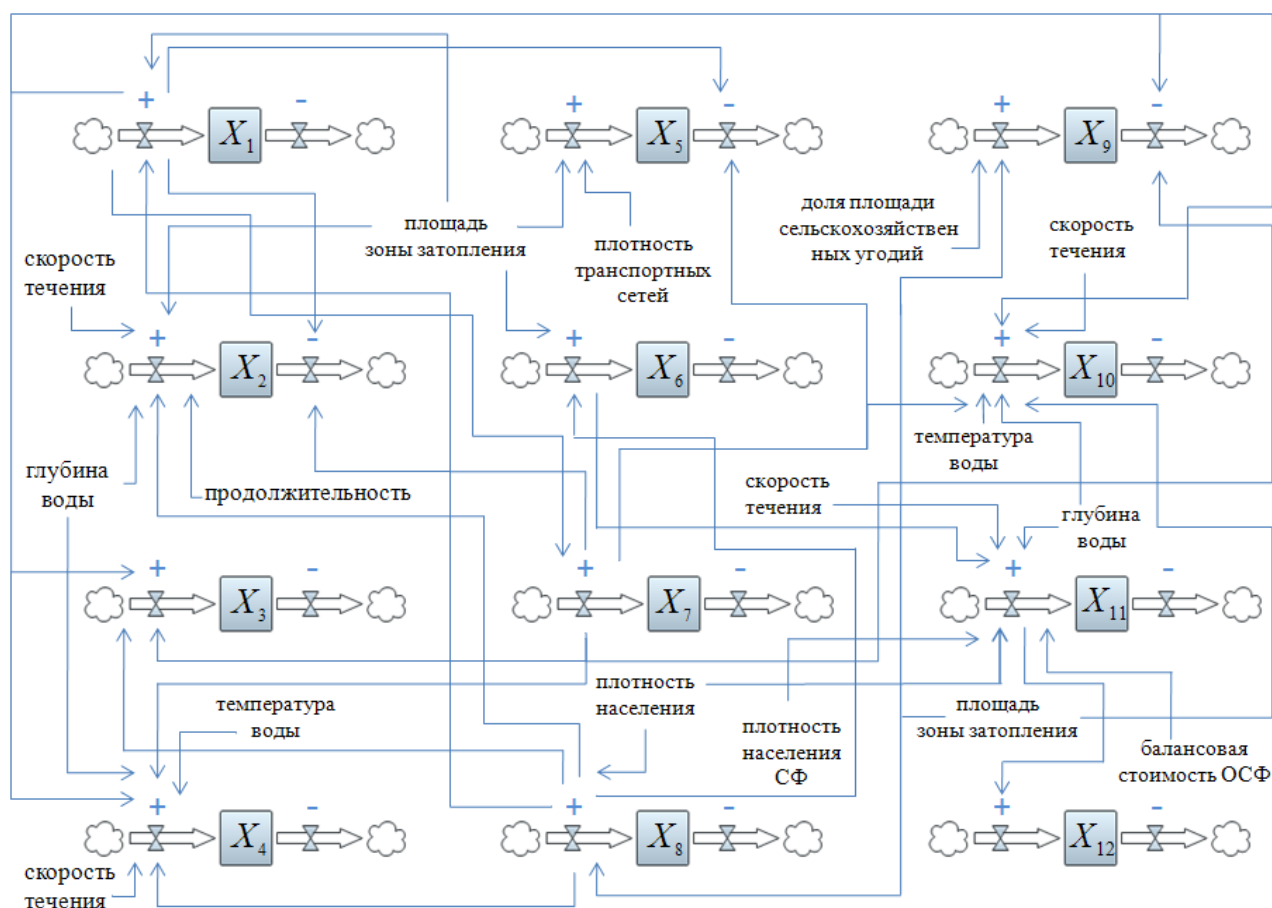 +
-
+
-
+
-
X1
X5
X9
площадь
зоны затопления
плотность
транспортных
сетей
доля площади
сельскохозяйствен
ных угодий
скорость
течения
скорость
течения
+
-
+
-
+
-
X2
X6
X10
глубина
воды
продолжительность
температура
воды
скорость
течения
глубина
воды
+
-
+
-
+
-
X3
X7
X11
температура
воды
плотность
населения
плотность
населения
СФ
площадь
зоны затопления
балансовая
стоимость ОСФ
+
-
+
-
+
-
X4
X8
X12
скорость
течения